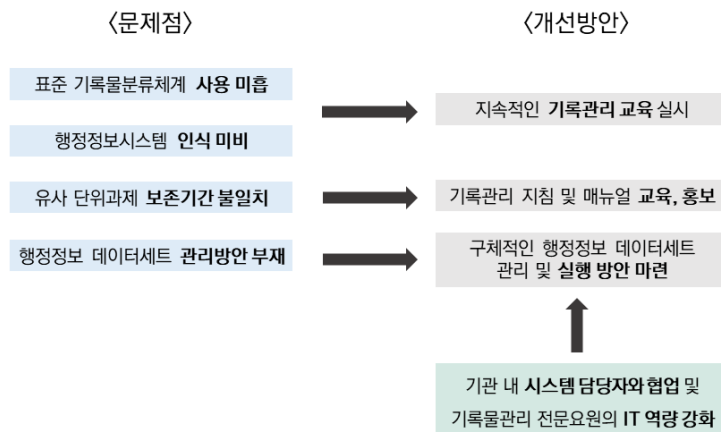 〈문제점〉
〈개선방안〉
표준 기록물분류체계 사용 미흡
행정정보시스템 인식 미비
지속적인 기록관리 교육 실시
유사 단위과제 보존기간 불일치
기록관리 지침 및 매뉴얼 교육, 홍보
행정정보 데이터세트 관리방안 부재
구체적인 행정정보 데이터세트
관리 및 실행 방안 마련
기관 내 시스템 담당자와 협업 및
기록물관리 전문요원의 IT 역량 강화